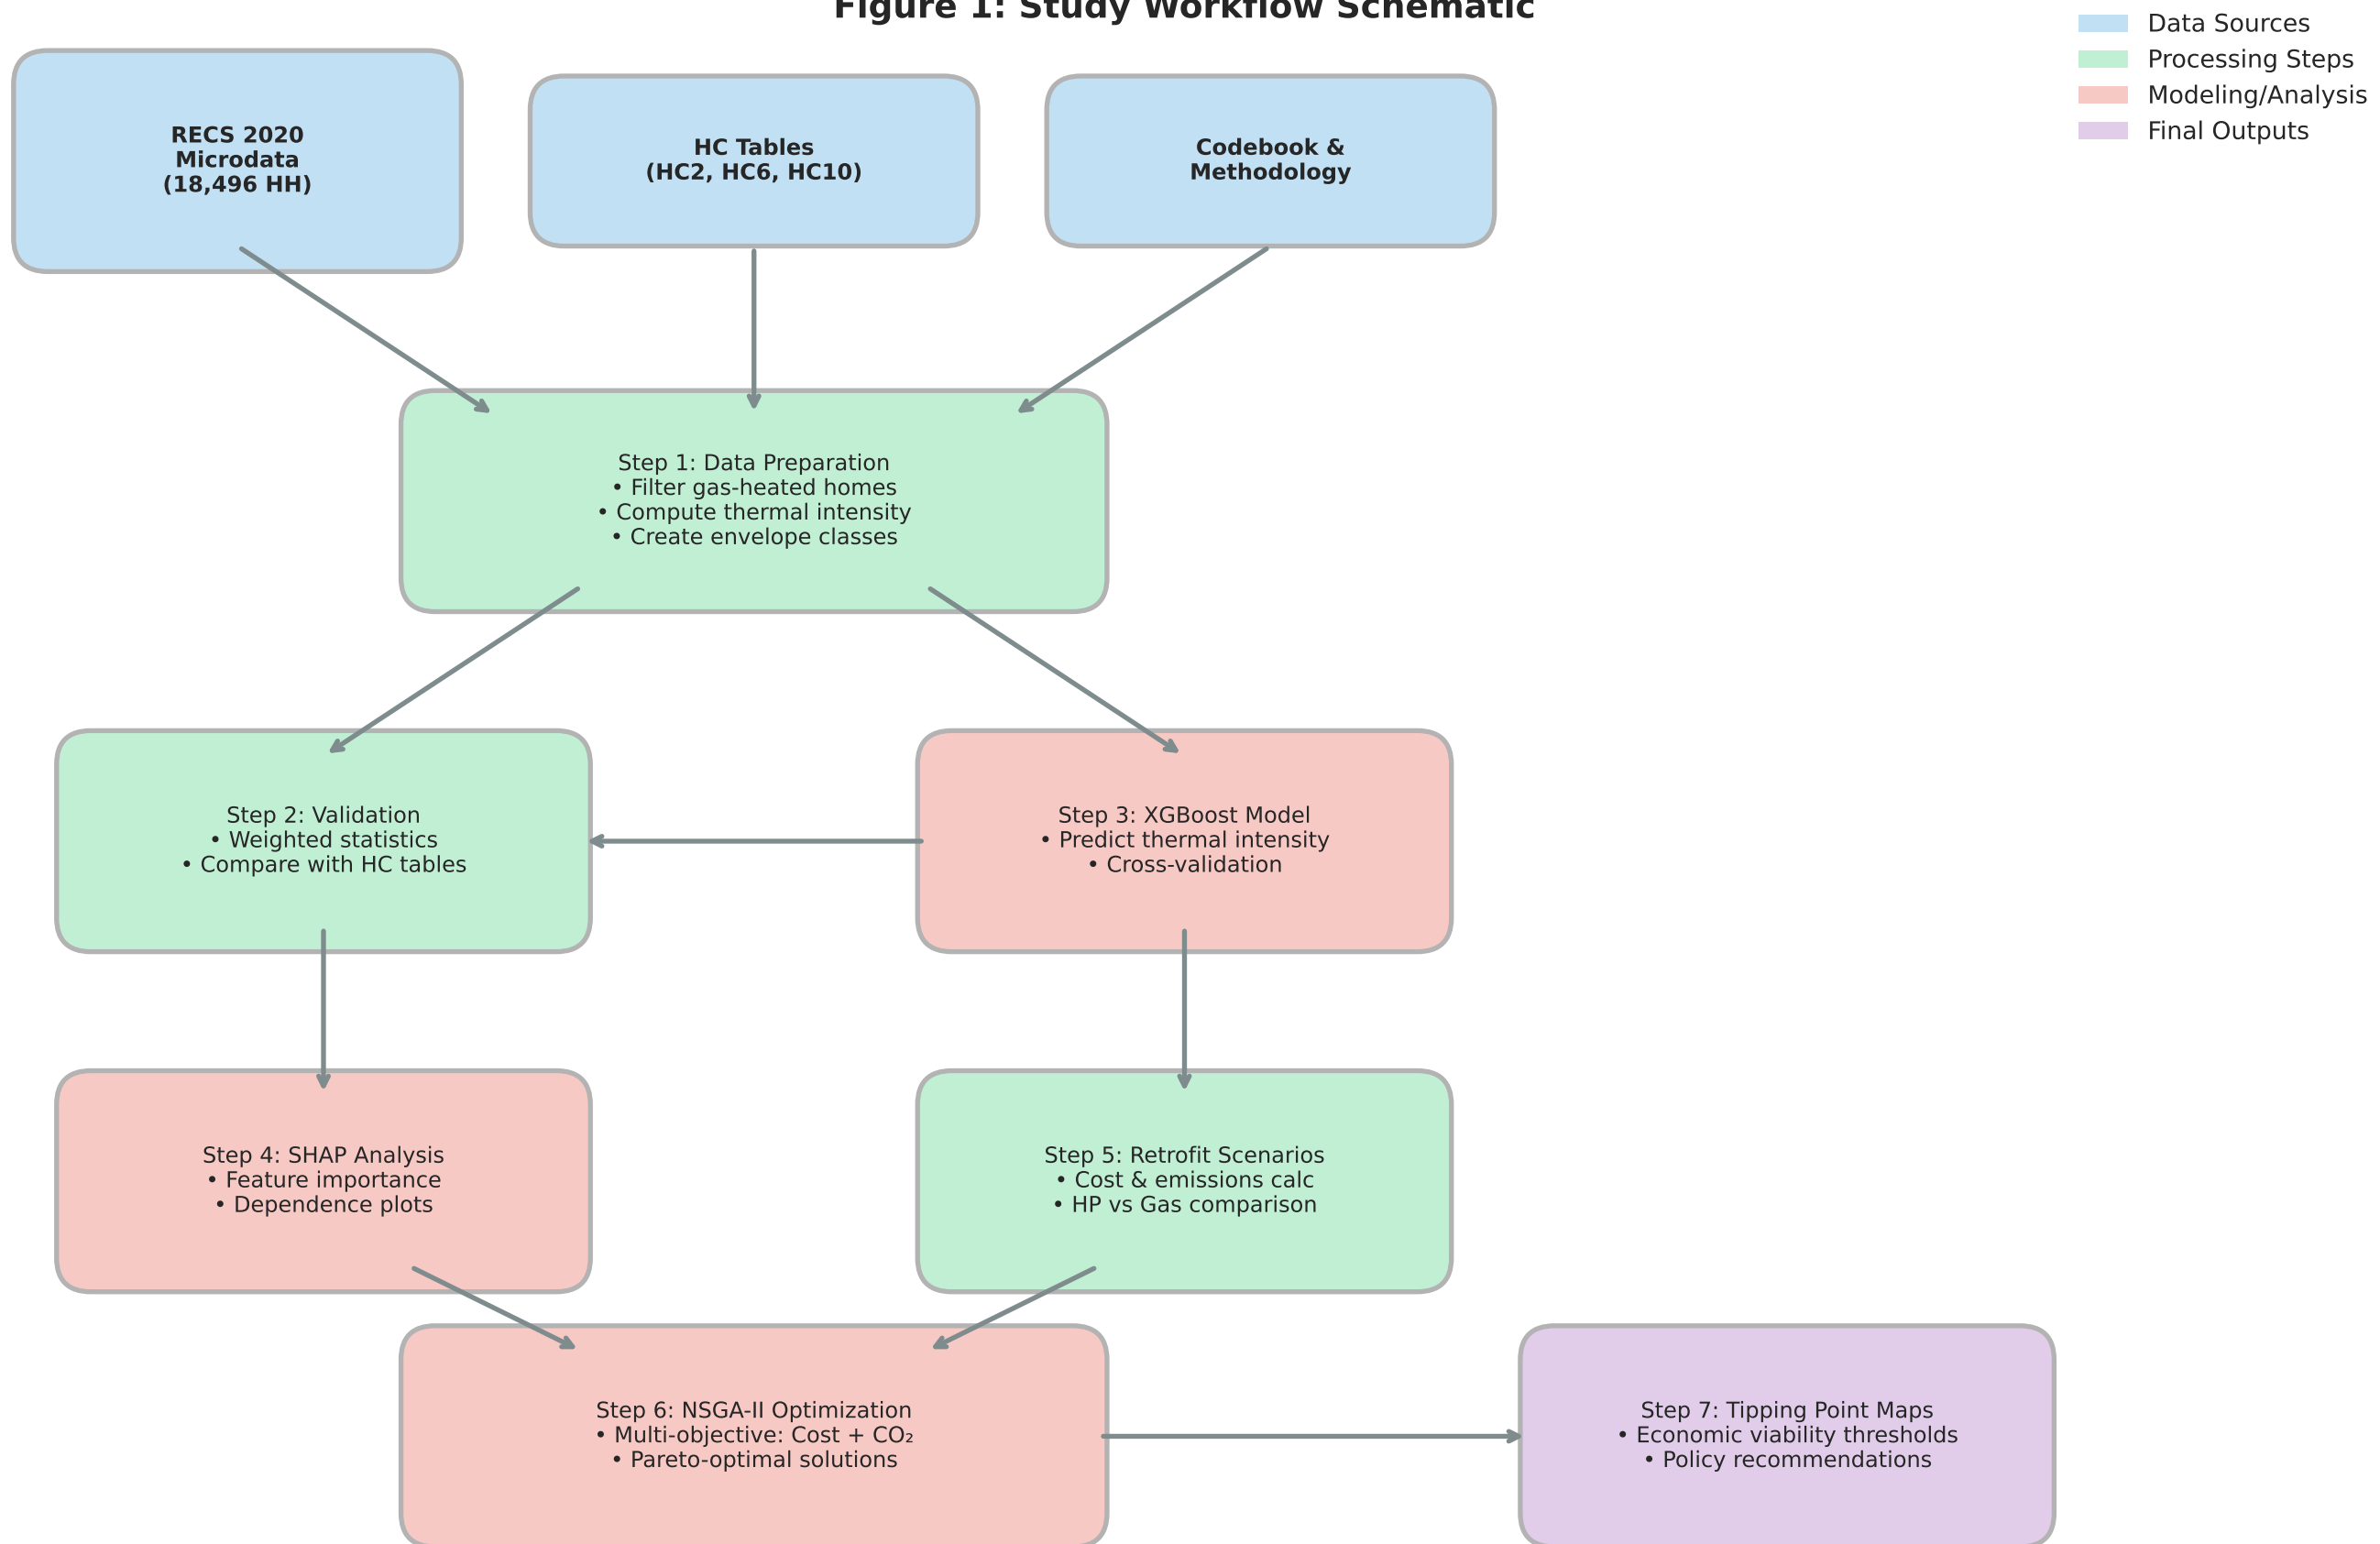 Figure 1: Study Workflow Schematic
Data Sources
Processing Steps
Modeling/Analysis
Final Outputs
RECS 2020
Microdata
(18,496 HH)
HC Tables
(HC2, HC6, HC10)
Codebook &
Methodology
Step 1: Data Preparation
• Filter gas-heated homes
• Compute thermal intensity
• Create envelope classes
Step 2: Validation
• Weighted statistics
• Compare with HC tables
Step 3: XGBoost Model
• Predict thermal intensity
• Cross-validation
Step 4: SHAP Analysis
• Feature importance
• Dependence plots
Step 5: Retrofit Scenarios
• Cost & emissions calc
• HP vs Gas comparison
Step 6: NSGA-II Optimization
• Multi-objective: Cost + CO₂
• Pareto-optimal solutions
Step 7: Tipping Point Maps
• Economic viability thresholds
• Policy recommendations